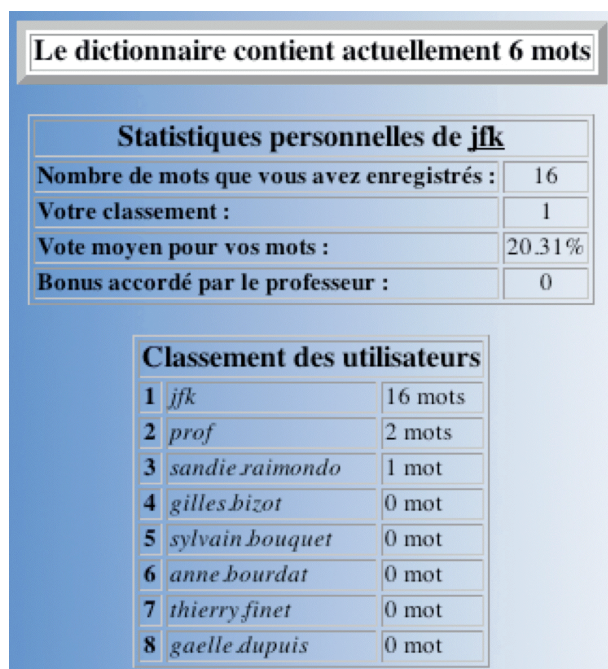 Le dictionnaire contient actuellement 6 mots
Statistiques personnelles de jfk
Nombre de mots que vous avez enregistrés : 16
Votre classement : 1
Vote moyen pour vos mots : 20.31%
Bonus accordé par le professeur : 0
Classement des utilisateurs
1 jfk 16 mots
2 prof 2 mots
3 sandie.raimondo 1 mot
4 gilles.bizot 0 mot
5 sylvain.bouquet 0 mot
6 anne.bourdat 0 mot
7 thierry.finet 0 mot
8 gaelle.dupuis 0 mot